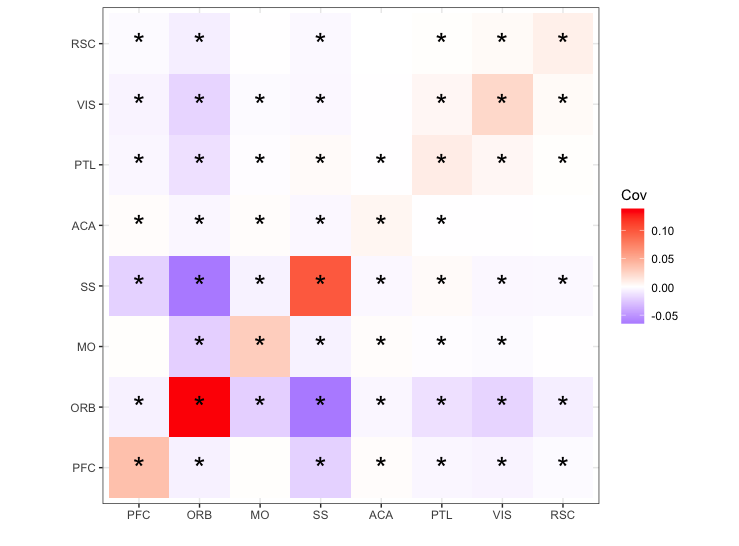 RSC * * * * * *
VIS * * * * * * *
PTL * * * * * * * *
ACA * * * * * *
SS * * * * * * * *
MO * * * * * *
ORB * * * * * * * *
PFC * * * * * * *
PFC ORB MO SS ACA PTL VIS RSC
Cov
0.10
0.05
0.00
-0.05